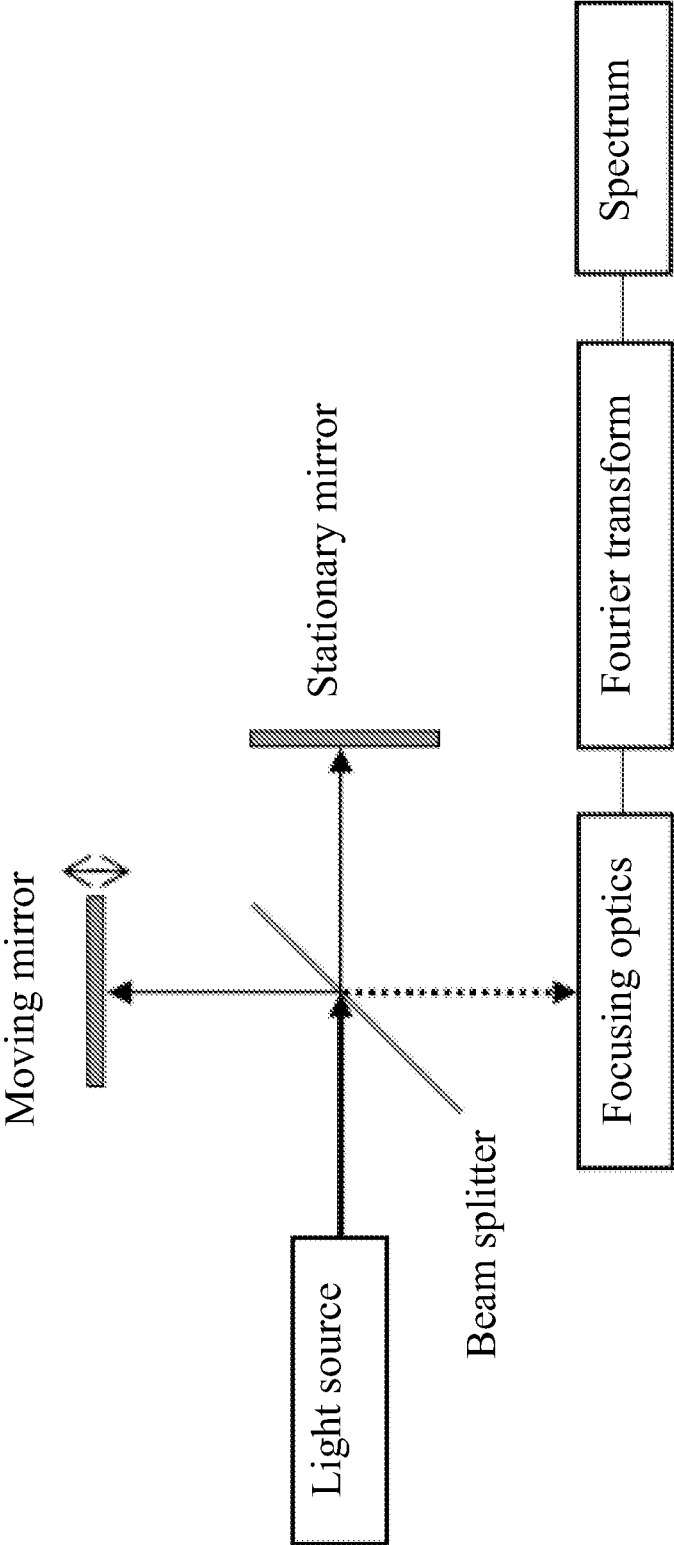 Moving mirror
Stationary mirror
Light source
Beam splitter
Focusing optics
Fourier transform
Spectrum